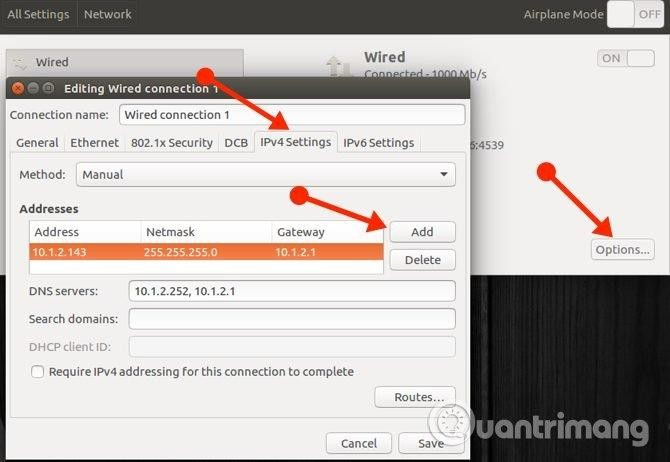 All Settings Network Airplane Mode OFF
Wired
Wired ON
Connected - 1000 Mb/s
Editing Wired connection 1
Connection name: Wired connection 1
General Ethernet 802.1x Security DCB IPv4 Settings IPv6 Settings
:4539
Method: Manual
Addresses
Address Netmask Gateway
10.1.2.143 255.255.255.0 10.1.2.1
Add
Delete
Options...
DNS servers: 10.1.2.252, 10.1.2.1
Search domains:
DHCP client ID:
Require IPv4 addressing for this connection to complete
Routes...
Cancel Save
Quantrimang